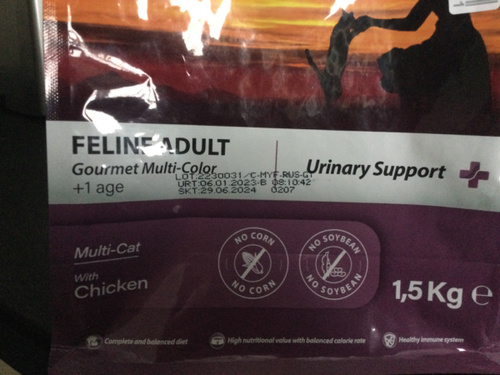 FELINE ADULT
Gourmet Multi-Color
+1 age
Urinary Support
LOT:2230031/C-MYF-RUS-G1
URT:06.01.2023-B 08:10:42
SKT:29.06.2024 0207
Multi-Cat
With
Chicken
NO CORN
NO CORN
NO SOYBEAN
NO SOYBEAN
1,5 Kg e
Complete and balanced diet
High nutritional value with balanced calorie rate
Healthy immune system